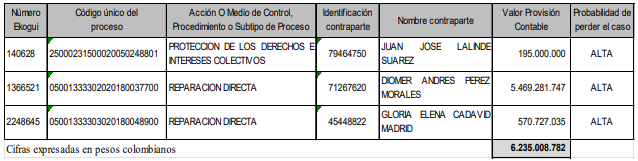 Número Ekogui Código único del proceso Acción O Medio de Control, Procedimiento o Subtipo de Proceso Identificación contraparte Nombre contraparte Valor Provisión Contable Probabilidad de perder el caso
140628 25000231500020050248801 PROTECCION DE LOS DERECHOS E INTERESES COLECTIVOS 79464750 JUAN JOSE LALINDE SUAREZ 195.000.000 ALTA
1366521 05001333302020180037700 REPARACION DIRECTA 71267620 DIOMER ANDRES PEREZ MORALES 5.469.281.747 ALTA
2248645 05001333302020180048900 REPARACION DIRECTA 45448822 GLORIA ELENA CADAVID MADRID 570.727.035 ALTA
Cifras expresadas en pesos colombianos 6.235.008.782